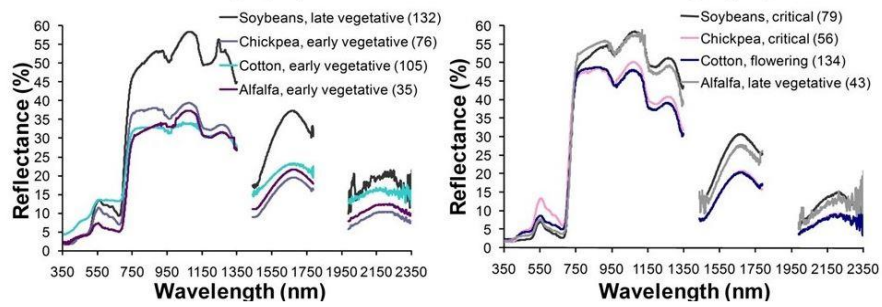 Soybeans, late vegetative (132)
Chickpea, early vegetative (76)
Cotton, early vegetative (105)
Alfalfa, early vegetative (35)
Reflectance (%)
60
55
50
45
40
35
30
25
20
15
10
5
0
350 550 750 950 1150 1350 1550 1750 1950 2150 2350
Wavelength (nm)
Soybeans, critical (79)
Chickpea, critical (56)
Cotton, flowering (134)
Alfalfa, late vegetative (43)
Reflectance (%)
60
55
50
45
40
35
30
25
20
15
10
5
0
350 550 750 950 1150 1350 1550 1750 1950 2150 2350
Wavelength (nm)